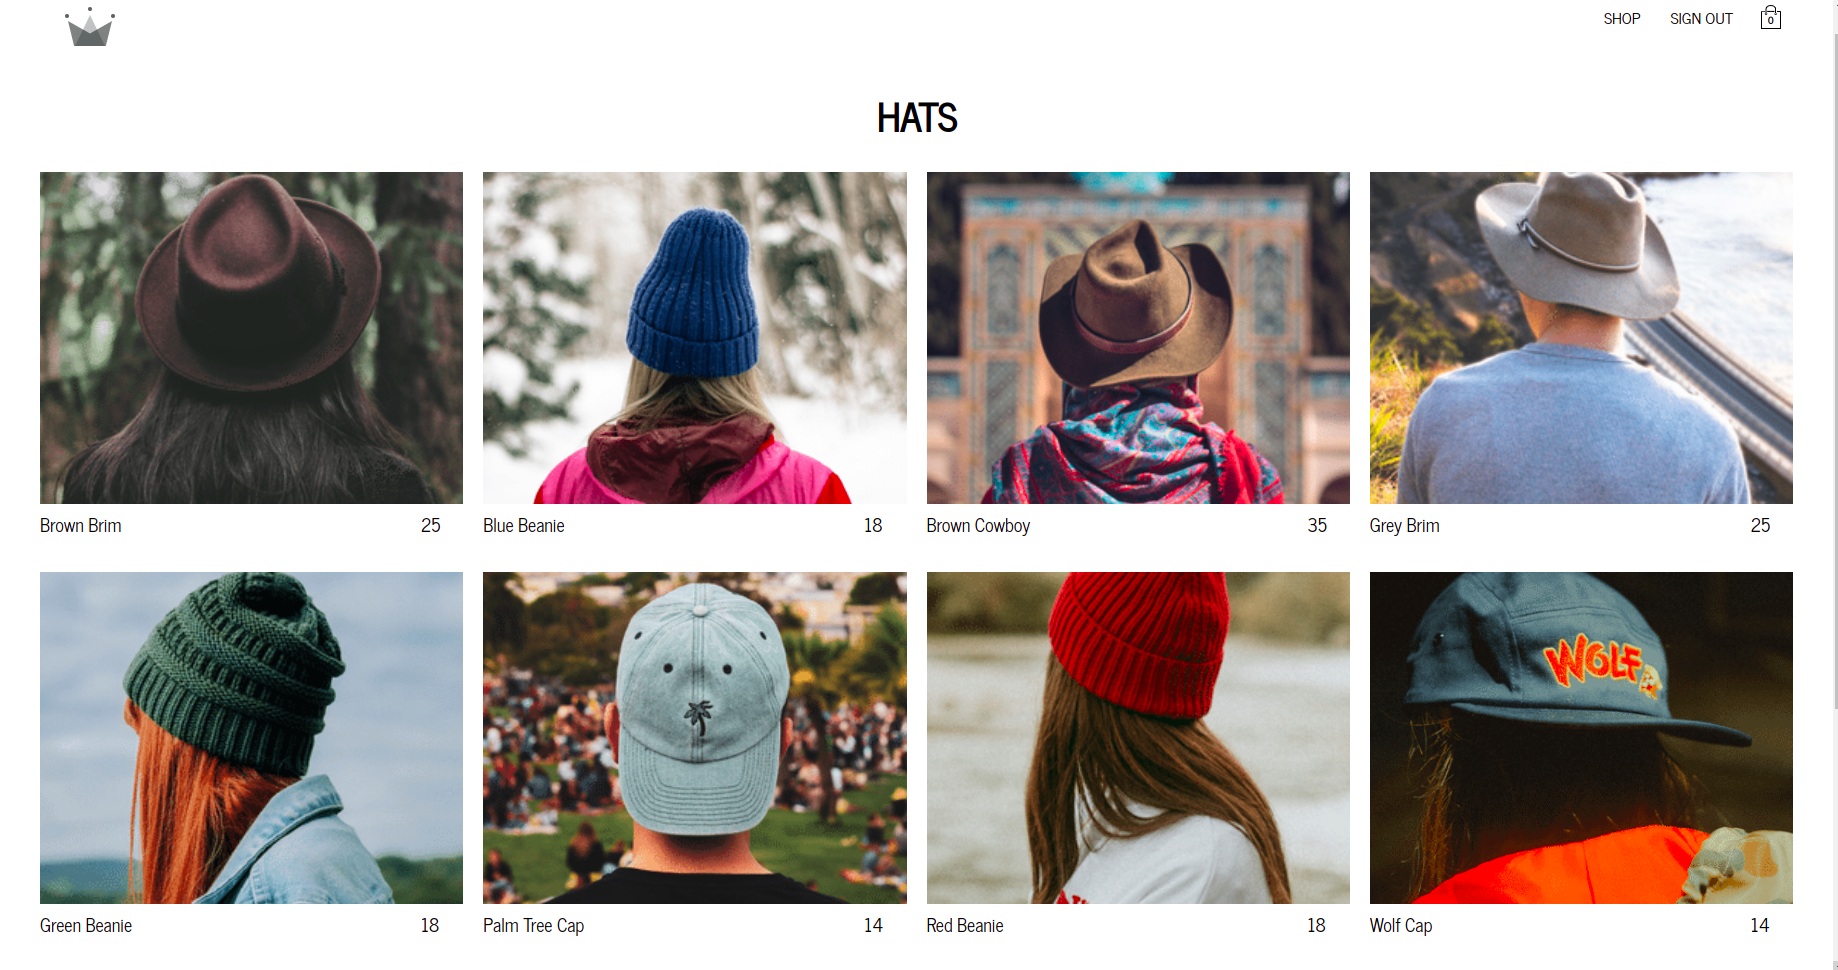 SHOP SIGN OUT 0
HATS
Brown Brim 25
Blue Beanie 18
Brown Cowboy 35
Grey Brim 25
WOLF
Green Beanie 18
Palm Tree Cap 14
Red Beanie 18
Wolf Cap 14